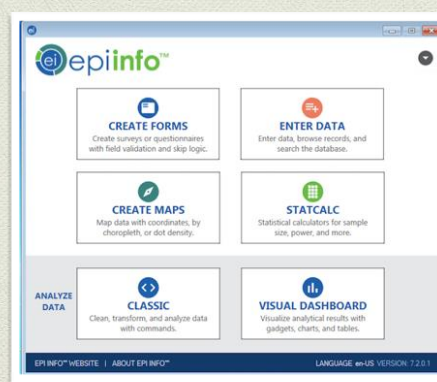 ei epi info™
CREATE FORMS
Create surveys or questionnaires
with field validation and skip logic.
ENTER DATA
Enter data, browse records, and
search the database.
CREATE MAPS
Map data with coordinates, by
choropleth, or dot density.
STATCALC
Statistical calculators for sample
size, power, and more.
ANALYZE
DATA
CLASSIC
Clean, transform, and analyze data
with commands.
VISUAL DASHBOARD
Visualize analytical results with
gadgets, charts, and tables.
EPI INFO™ WEBSITE | ABOUT EPI INFO™ LANGUAGE en-US VERSION: 7.2.0.1